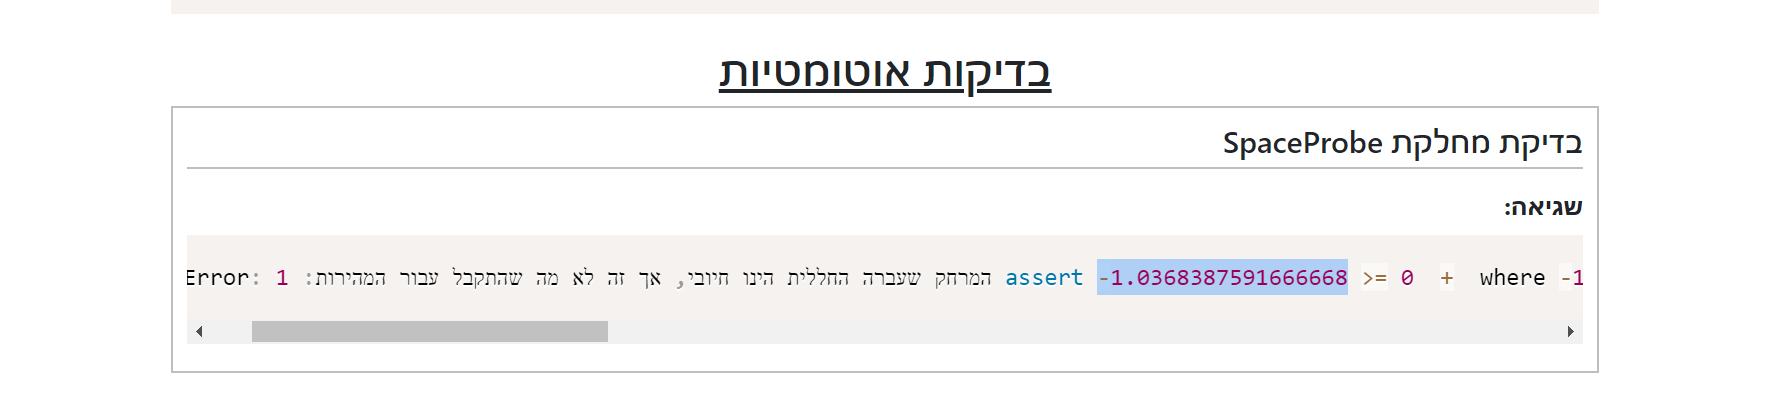 בדיקות אוטומטיות
בדיקת מחלקת SpaceProbe
שגיאה:
Error: 1 המרחק שעברה החללית הינו חיובי, אך זה לא מה שהתקבל עבור המהירות: assert -1.0368387591666668 >= 0 + where -1